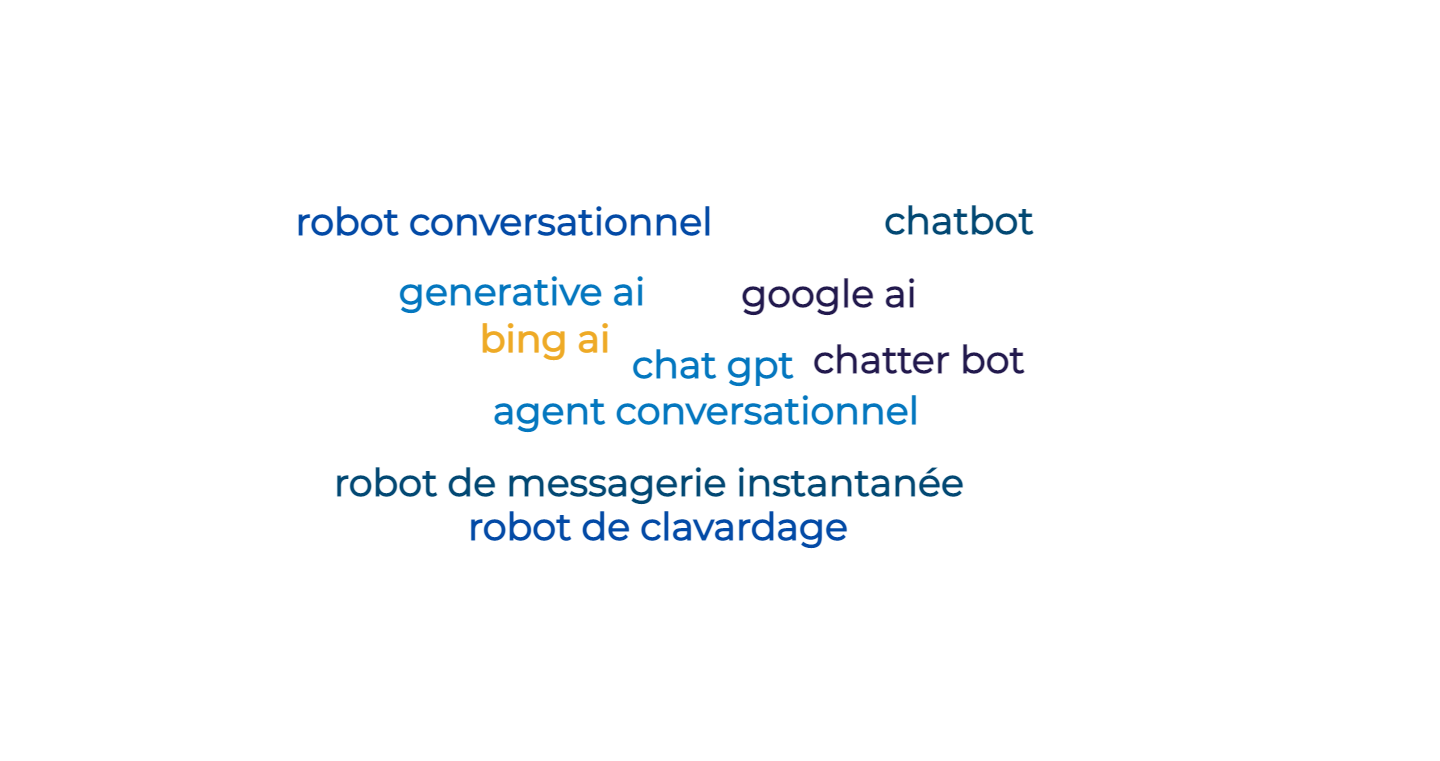 robot conversationnel
chatbot
generative ai
google ai
bing ai
chat gpt
chatter bot
agent conversationnel
robot de messagerie instantanée
robot de clavardage